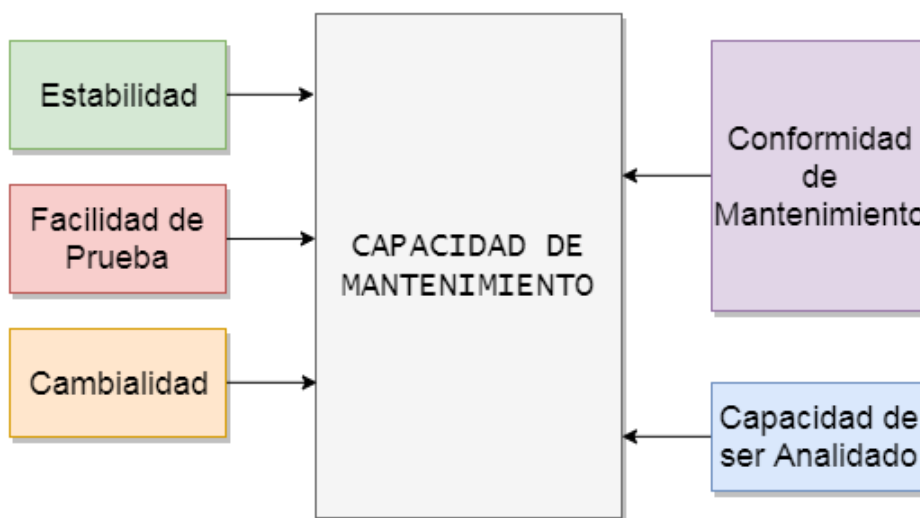 Estabilidad
Facilidad de
Prueba
Cambialidad
CAPACIDAD DE
MANTENIMIENTO
Conformidad
de
Mantenimiento
Capacidad de
ser Analidado